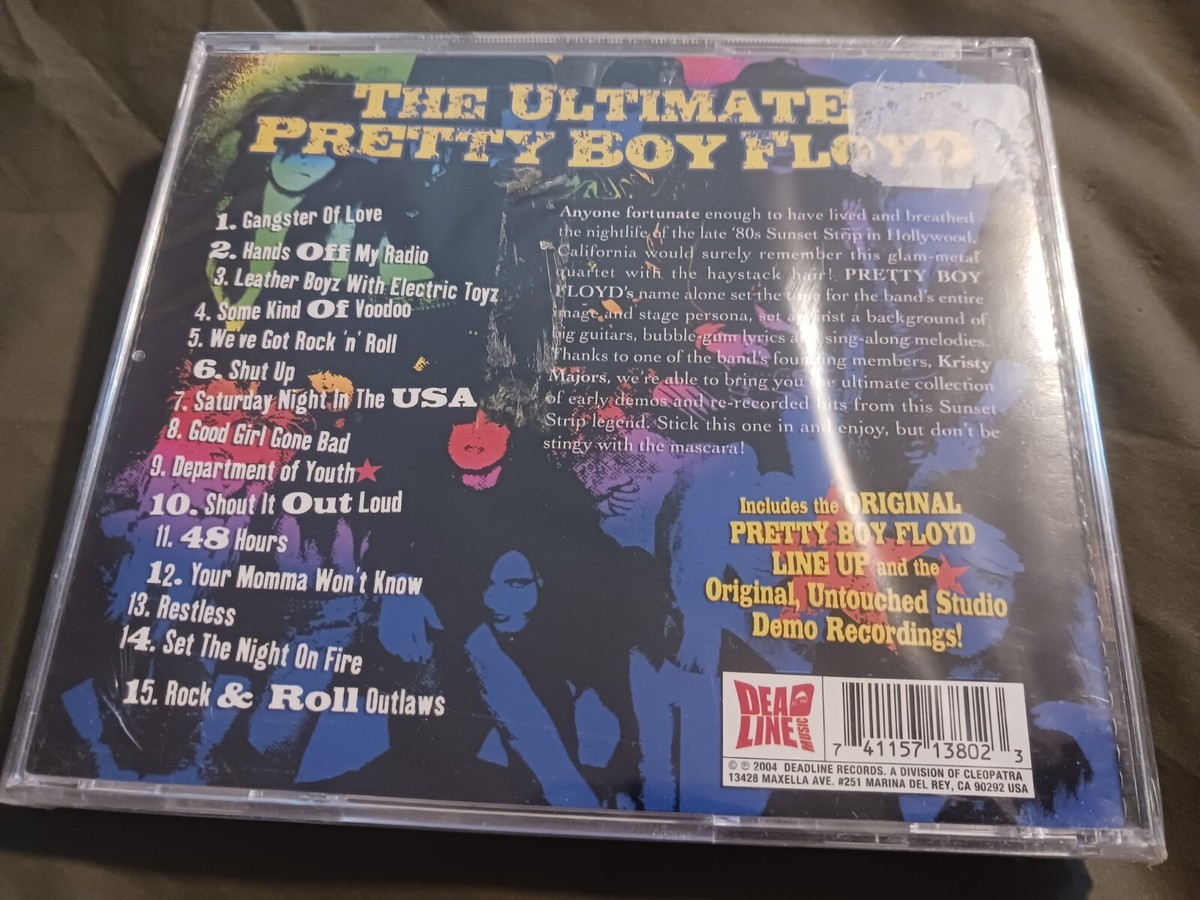 THE ULTIMATE
PRETTY BOY FLOYD
1. Gangster Of Love
2. Hands Off My Radio
3. Leather Boyz With Electric Toyz
4. Some Kind Of Voodoo
5. We've Got Rock 'n' Roll
6. Shut Up
7. Saturday Night In The USA
8. Good Girl Gone Bad
9. Department of Youth
10. Shout It Out Loud
11. 48 Hours
12. Your Momma Won't Know
13. Restless
14. Set The Night On Fire
15. Rock & Roll Outlaws
Anyone fortunate enough to have lived and breathed
the nightlife of the late '80s Sunset Strip in Hollywood,
California would surely remember this glam-metal
quartet with the haystack hair! PRETTY BOY
FLOYD's name alone set the tone for the band's entire
image and stage persona, set against a background of
big guitars, bubble-gum lyrics and sing-along melodies.
Thanks to one of the band's founding members, Kristy
Majors, we're able to bring you the ultimate collection
of early demos and re-recorded hits from this Sunset
Strip legend. Stick this one in and enjoy, but don't be
stingy with the mascara!
Includes the ORIGINAL
PRETTY BOY FLOYD
LINE UP and the
Original, Untouched Studio
Demo Recordings!
DEAD
LINE
MUSIC
7 41157 13802 3
© ℗ 2004 DEADLINE RECORDS. A DIVISION OF CLEOPATRA
13428 MAXELLA AVE. #251 MARINA DEL REY, CA 90292 USA